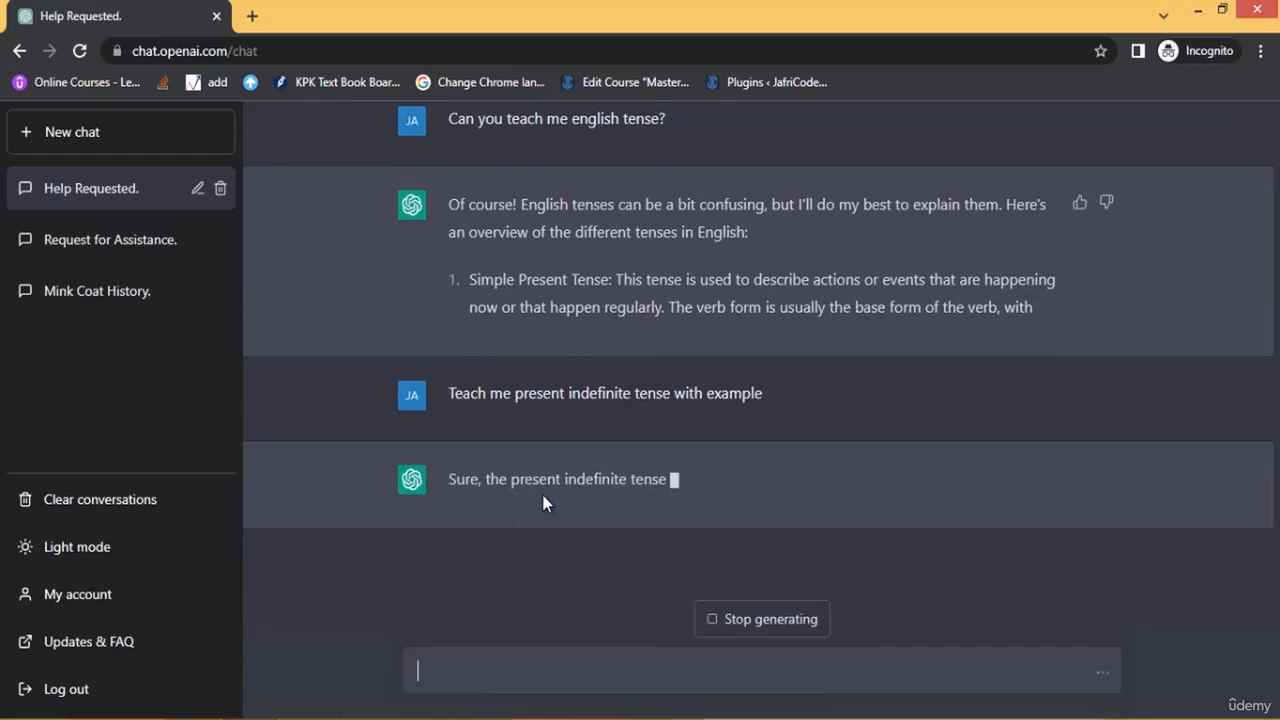 Help Requested.
chat.openai.com/chat
Incognito
Online Courses - Le...
add
KPK Text Book Boar...
Change Chrome lan...
Edit Course "Master...
Plugins ‹ JafriCode...
New chat
Help Requested.
Request for Assistance.
Mink Coat History.
Clear conversations
Light mode
My account
Updates & FAQ
Log out
JA
Can you teach me english tense?
Of course! English tenses can be a bit confusing, but I'll do my best to explain them. Here's
an overview of the different tenses in English:
1. Simple Present Tense: This tense is used to describe actions or events that are happening
now or that happen regularly. The verb form is usually the base form of the verb, with
JA
Teach me present indefinite tense with example
Sure, the present indefinite tense
Stop generating
...
ûdemy